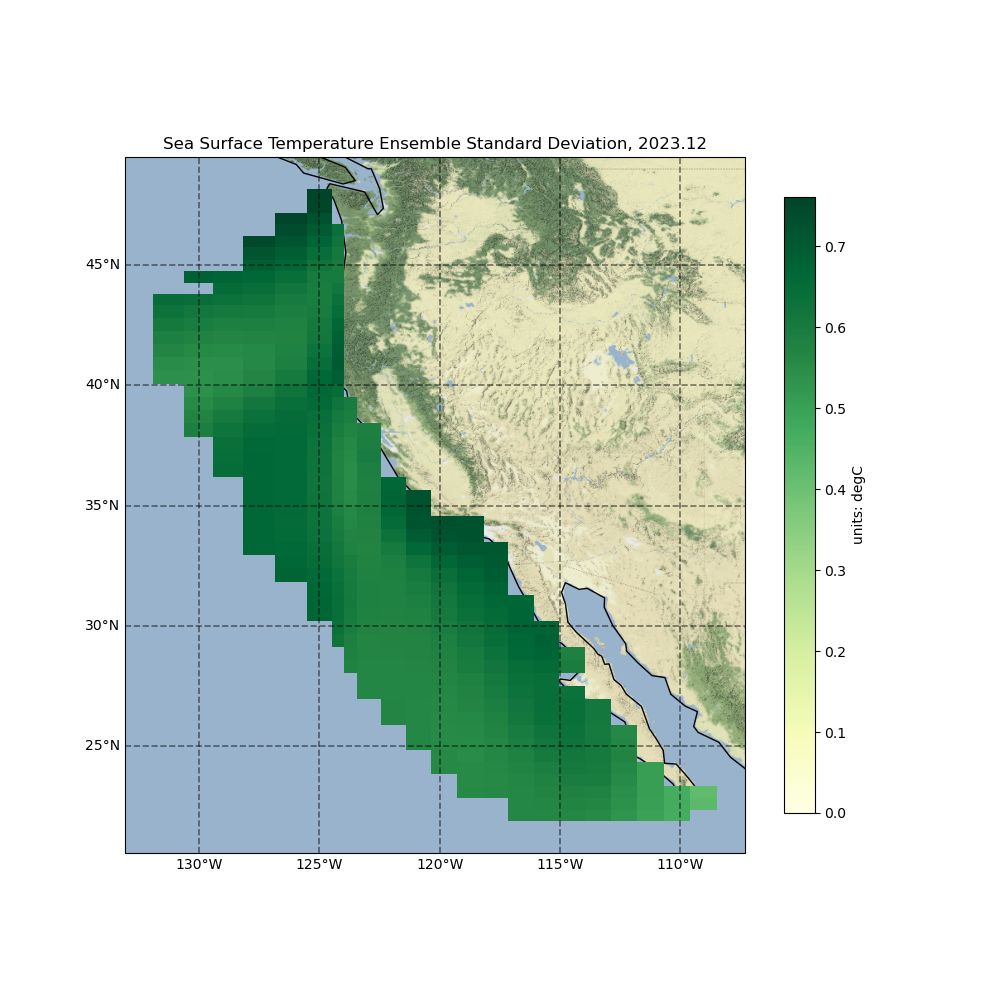 Sea Surface Temperature Ensemble Standard Deviation, 2023.12
45°N
40°N
35°N
30°N
25°N
130°W
125°W
120°W
115°W
110°W
0.7
0.6
0.5
0.4
0.3
0.2
0.1
0.0
units: degC